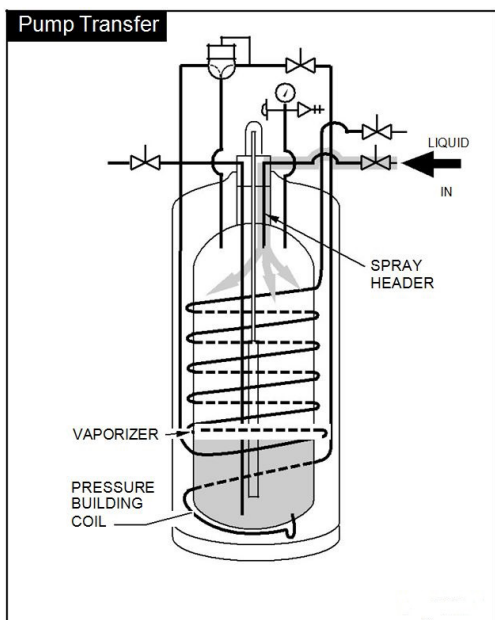 Pump Transfer
LIQUID
IN
SPRAY
HEADER
VAPORIZER
PRESSURE
BUILDING
COIL